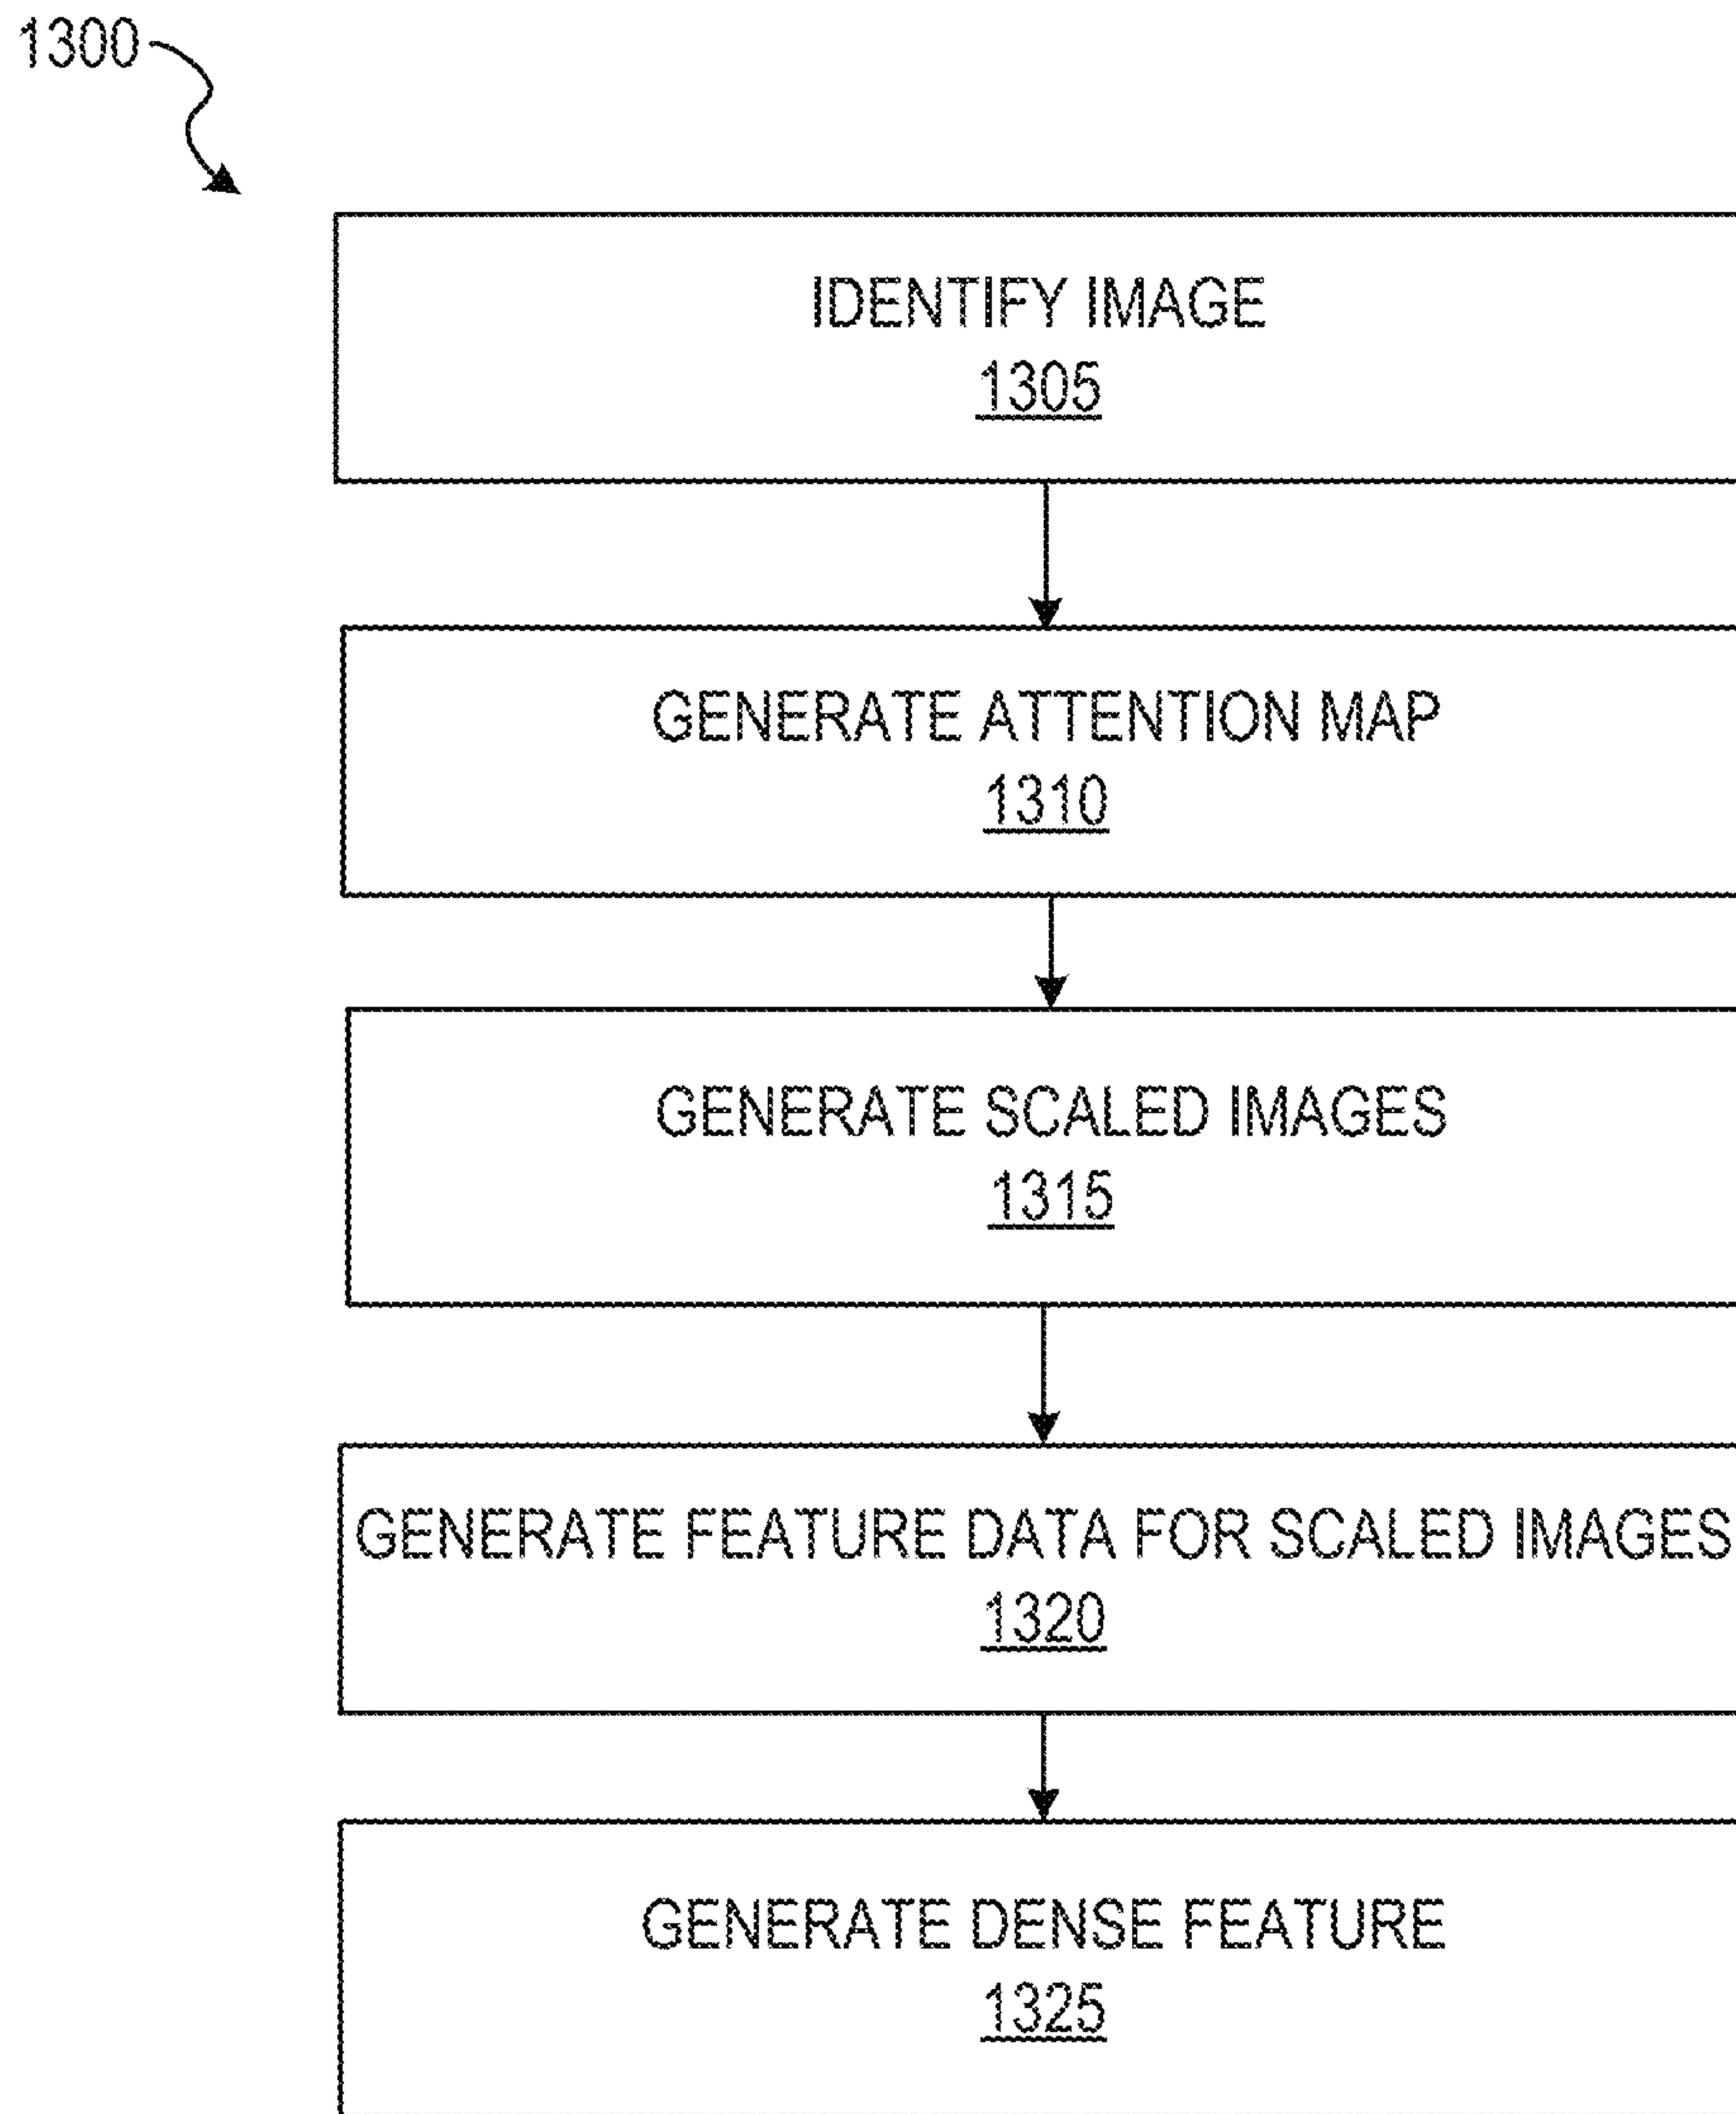 1300
IDENTIFY IMAGE
1305
GENERATE ATTENTION MAP
1310
GENERATE SCALED IMAGES
1315
GENERATE FEATURE DATA FOR SCALED IMAGES
1320
GENERATE DENSE FEATURE
1325